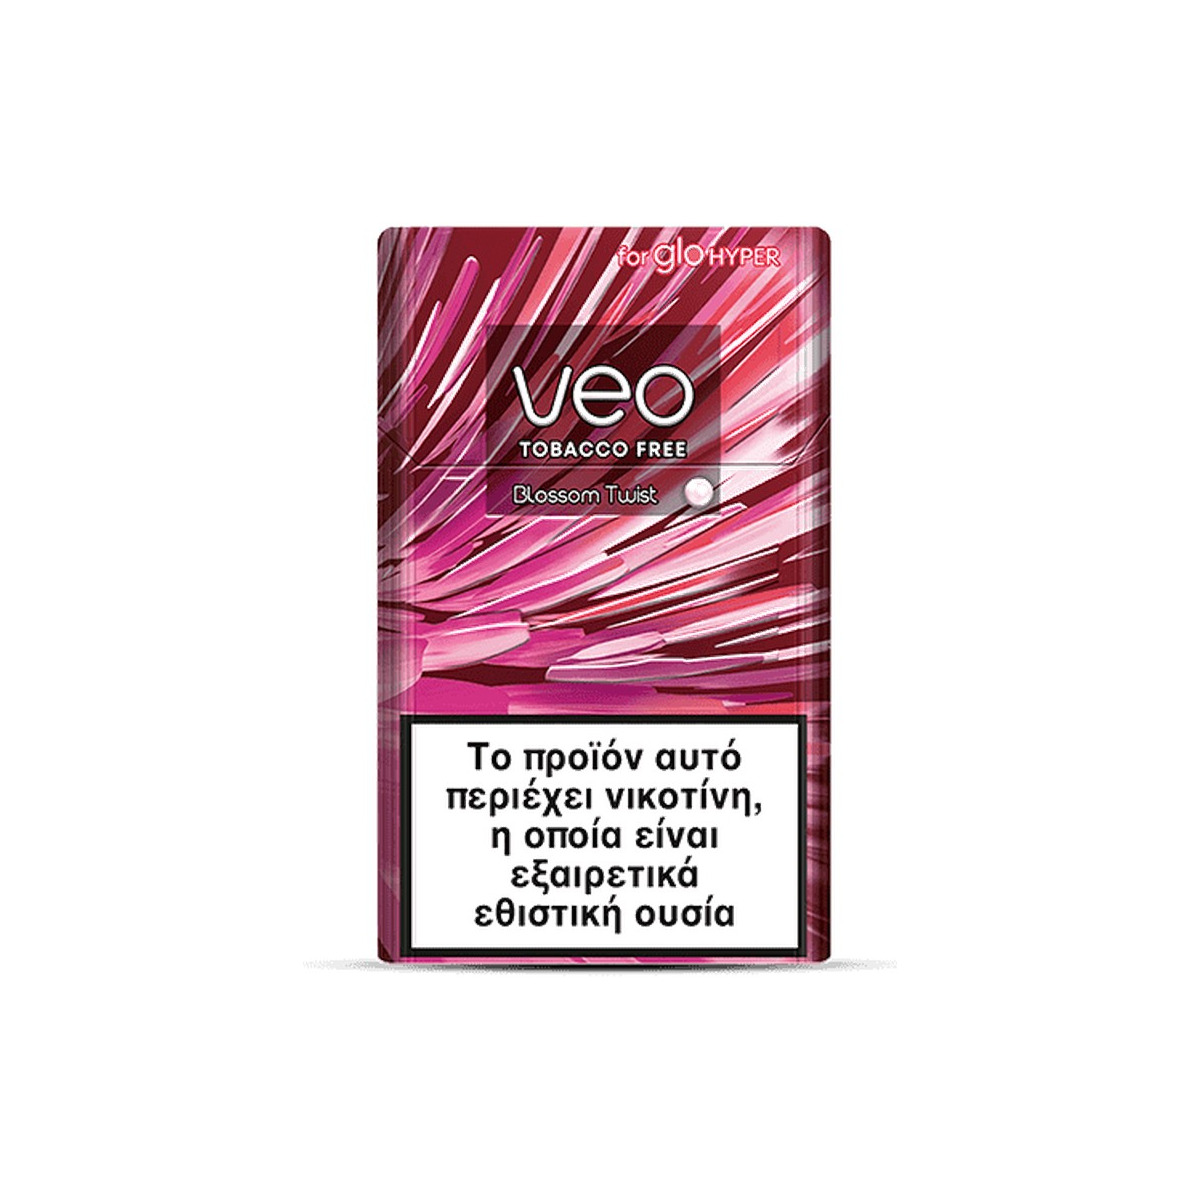 for glo HYPER
veo
TOBACCO FREE
Blossom Twist
Το προϊόν αυτό
περιέχει νικοτίνη,
η οποία είναι
εξαιρετικά
εθιστική ουσία